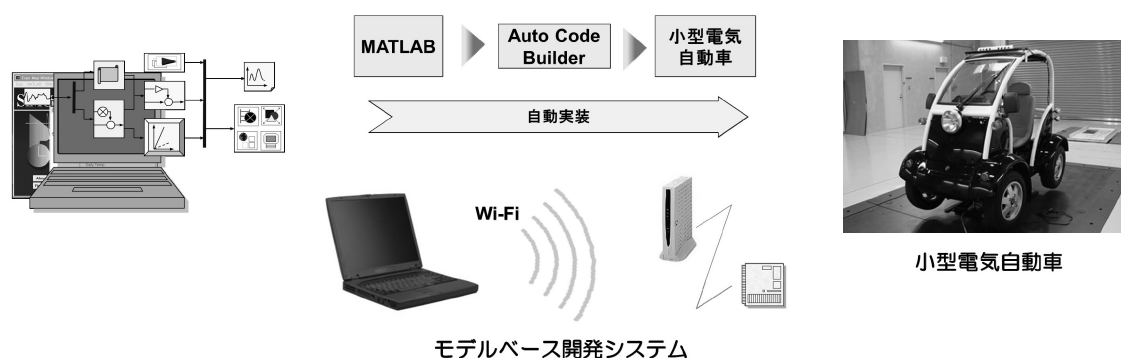 MATLAB
Auto Code
Builder
小型電気
自動車
自動実装
Wi-Fi
小型電気自動車
モデルベース開発システム